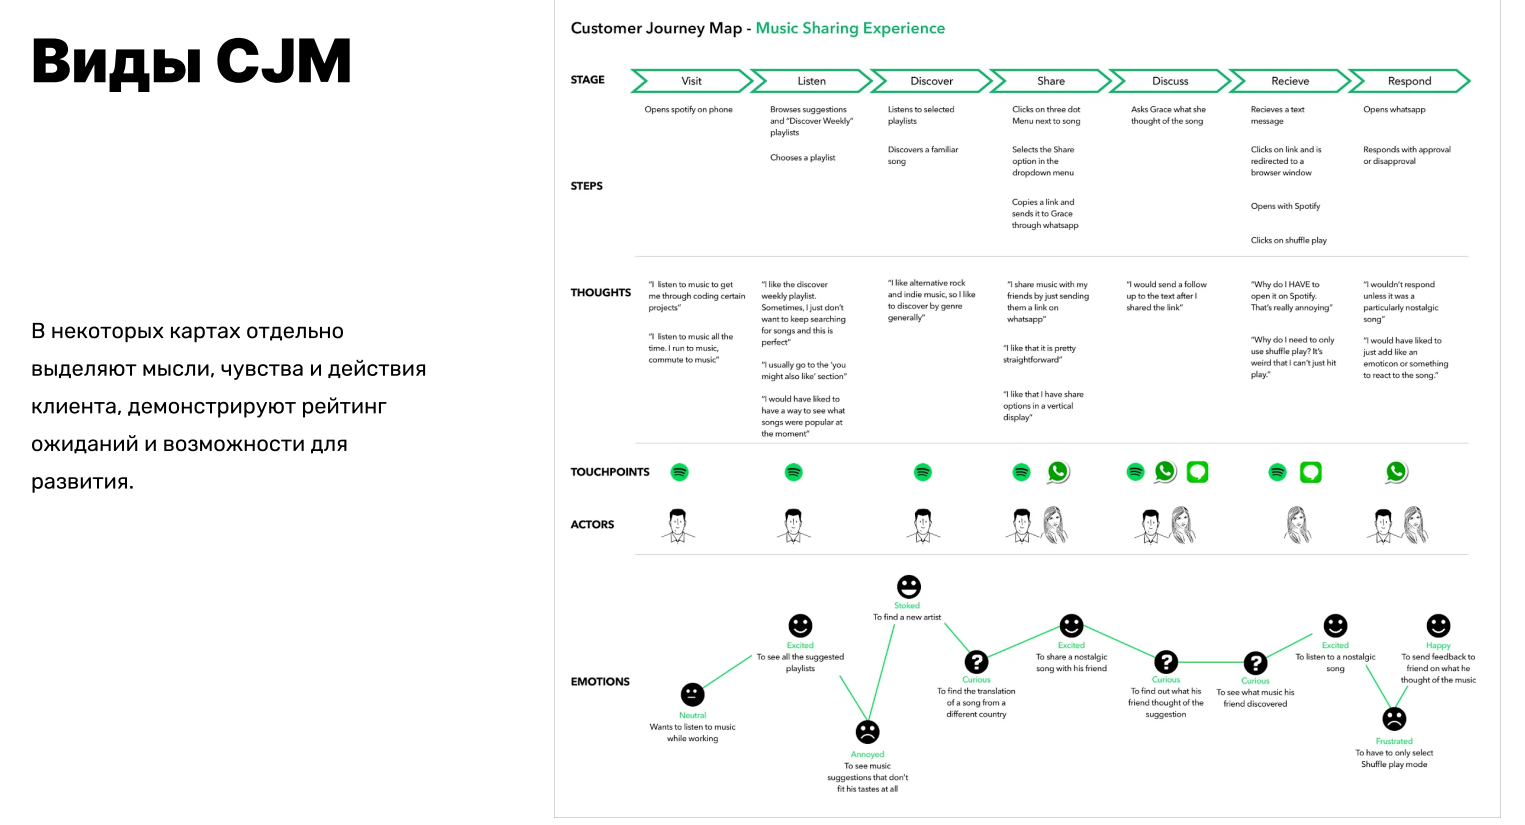 Виды CJM
В некоторых картах отдельно
выделяют мысли, чувства и действия
клиента, демонстрируют рейтинг
ожиданий и возможности для
развития.
Customer Journey Map - Music Sharing Experience
STAGE
Visit
Listen
Discover
Share
Discuss
Recieve
Respond
STEPS
Opens spotify on phone
Browses suggestions
and “Discover Weekly”
playlists
Chooses a playlist
Listens to selected
playlists
Discovers a familiar
song
Clicks on three dot
Menu next to song
Selects the Share
option in the
dropdown menu
Copies a link and
sends it to Grace
through whatsapp
Asks Grace what she
thought of the song
Recieves a text
message
Clicks on link and is
redirected to a
browser window
Opens with Spotify
Clicks on shuffle play
Opens whatsapp
Responds with approval
or disapproval
THOUGHTS
“I listen to music to get
me through coding certain
projects”
“I listen to music all the
time. I run to music,
commute to music”
“I like the discover
weekly playlist.
Sometimes, I just don’t
want to keep searching
for songs and this is
perfect”
“I usually go to the ‘you
might also like’ section”
“I would have liked to
have a way to see what
songs were popular at
the moment”
“I like alternative rock
and indie music, so I like
to discover by genre
generally”
“I share music with my
friends by just sending
them a link on
whatsapp”
“I like that it is pretty
straightforward”
“I like that I have share
options in a vertical
display”
“I would send a follow
up to the text after I
shared the link”
“Why do I HAVE to
open it on Spotify.
That’s really annoying”
“Why do I need to only
use shuffle play? It’s
weird that I can’t just hit
play.”
“I wouldn’t respond
unless it was a
particularly nostalgic
song”
“I would have liked to
just add like an
emoticon or something
to react to the song.”
TOUCHPOINTS
ACTORS
EMOTIONS
Neutral
Wants to listen to music
while working
Excited
To see all the suggested
playlists
Annoyed
To see music
suggestions that don’t
fit his tastes at all
Stoked
To find a new artist
Curious
To find the translation
of a song from a
different country
Excited
To share a nostalgic
song with his friend
Curious
To find out what his
friend thought of the
suggestion
Curious
To see what music his
friend discovered
Excited
To listen to a nostalgic
song
Frustrated
To have to only select
Shuffle play mode
Happy
To send feedback to
friend on what he
thought of the music